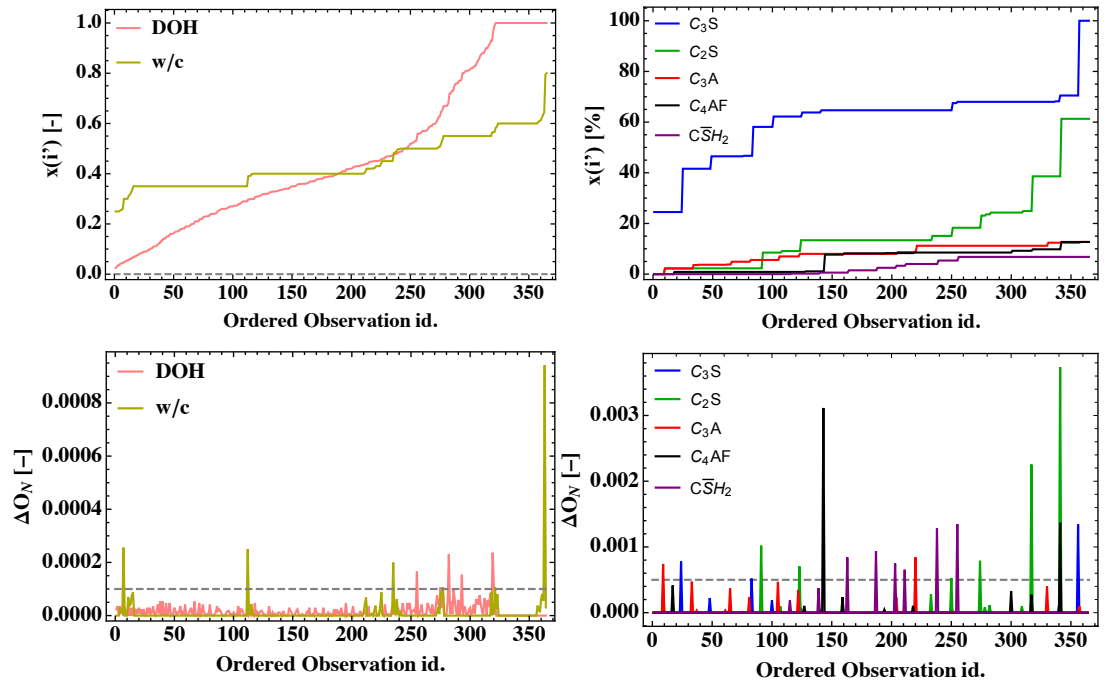 DOH
w/c
x(i') [-]
1.0
0.8
0.6
0.4
0.2
0.0
0 50 100 150 200 250 300 350
Ordered Observation id.
C₃S
C₂S
C₃A
C₄AF
CS̅H₂
x(i') [%]
100
80
60
40
20
0
0 50 100 150 200 250 300 350
Ordered Observation id.
DOH
w/c
ΔO_N [−]
0.0008
0.0006
0.0004
0.0002
0.0000
0 50 100 150 200 250 300 350
Ordered Observation id.
C₃S
C₂S
C₃A
C₄AF
CS̅H₂
ΔO_N [−]
0.003
0.002
0.001
0.000
0 50 100 150 200 250 300 350
Ordered Observation id.